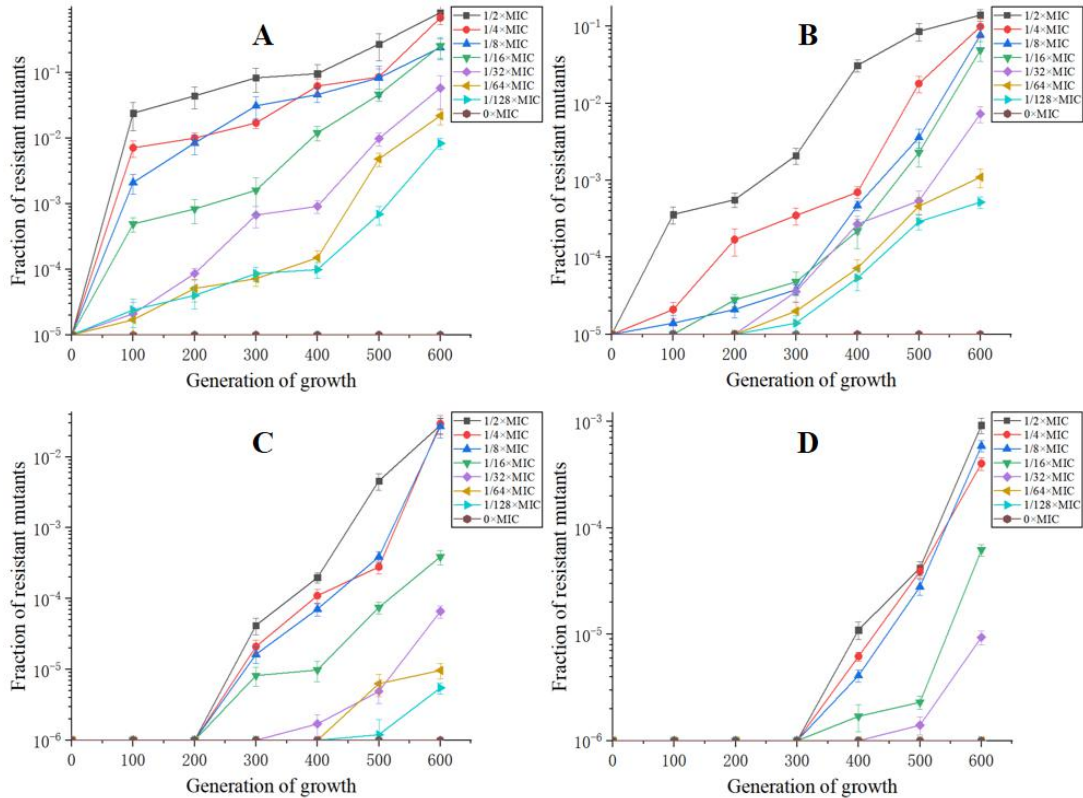 A
Fraction of resistant mutants
10⁻¹
10⁻²
10⁻³
10⁻⁴
10⁻⁵
0 100 200 300 400 500 600
Generation of growth
1/2×MIC
1/4×MIC
1/8×MIC
1/16×MIC
1/32×MIC
1/64×MIC
1/128×MIC
0×MIC
B
Fraction of resistant mutants
10⁻¹
10⁻²
10⁻³
10⁻⁴
10⁻⁵
0 100 200 300 400 500 600
Generation of growth
1/2×MIC
1/4×MIC
1/8×MIC
1/16×MIC
1/32×MIC
1/64×MIC
1/128×MIC
0×MIC
C
Fraction of resistant mutants
10⁻²
10⁻³
10⁻⁴
10⁻⁵
10⁻⁶
0 100 200 300 400 500 600
Generation of growth
1/2×MIC
1/4×MIC
1/8×MIC
1/16×MIC
1/32×MIC
1/64×MIC
1/128×MIC
0×MIC
D
Fraction of resistant mutants
10⁻³
10⁻⁴
10⁻⁵
10⁻⁶
0 100 200 300 400 500 600
Generation of growth
1/2×MIC
1/4×MIC
1/8×MIC
1/16×MIC
1/32×MIC
1/64×MIC
1/128×MIC
0×MIC